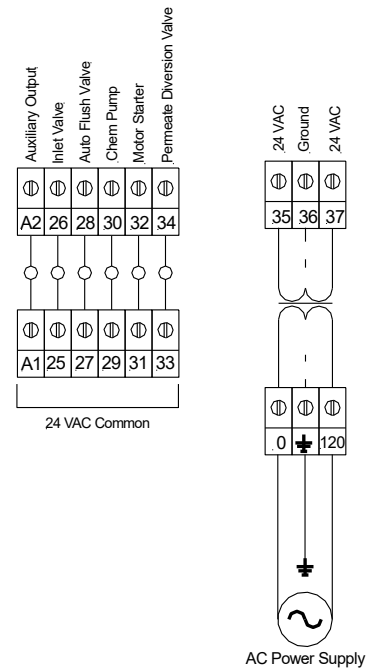 Auxiliary Output
Inlet Valve
Auto Flush Valve
Chem Pump
Motor Starter
Permeate Diversion Valve
A2 26 28 30 32 34
A1 25 27 29 31 33
24 VAC Common
24 VAC
Ground
24 VAC
35 36 37
0 120
AC Power Supply